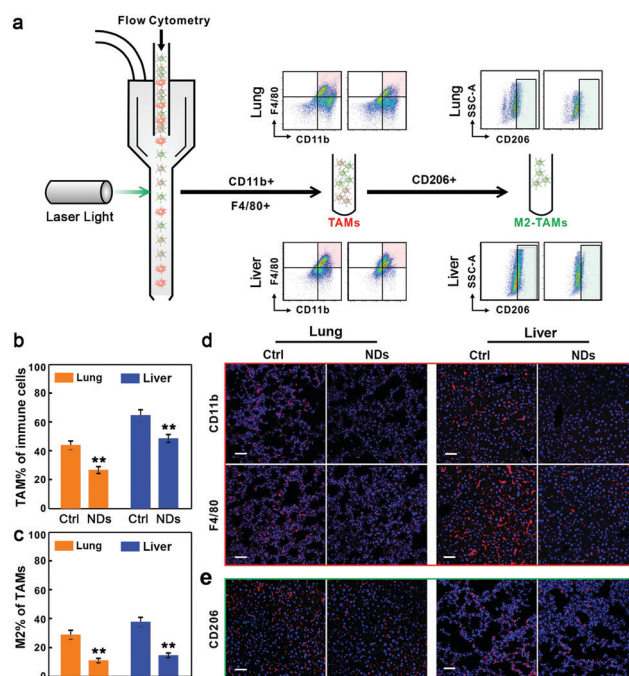 a
Flow Cytometry
Laser Light
CD11b+
F4/80+
TAMs
CD206+
M2-TAMs
Lung
F4/80
CD11b
Lung
SSC-A
CD206
Liver
F4/80
CD11b
Liver
SSC-A
CD206
b
TAM% of immune cells
100
80
60
40
20
0
Lung
Liver
**
**
Ctrl NDs Ctrl NDs
c
M2% of TAMs
100
80
60
40
20
0
Lung
Liver
**
**
Ctrl NDs Ctrl NDs
d
Lung Liver
Ctrl NDs Ctrl NDs
CD11b
F4/80
e
CD206